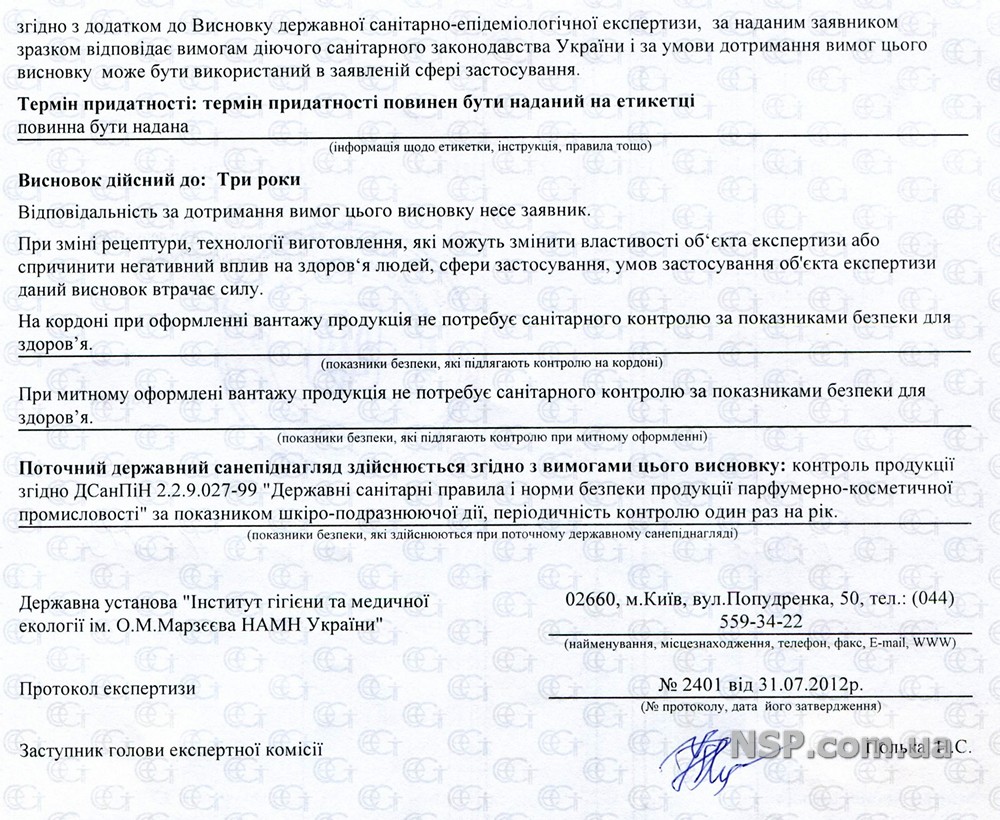 згідно з додатком до Висновку державної санітарно-епідеміологічної експертизи,  за наданим заявником
зразком відповідає вимогам діючого санітарного законодавства України і за умови дотримання вимог цього
висновку  може бути використаний в заявленій сфері застосування.
Термін придатності: термін придатності повинен бути наданий на етикетці
повинна бути надана
(інформація щодо етикетки, інструкція, правила тощо)
Висновок дійсний до:  Три роки
Відповідальність за дотримання вимог цього висновку несе заявник.
При зміні рецептури, технології виготовлення, які можуть змінити властивості об‘єкта експертизи або
спричинити негативний вплив на здоров‘я людей, сфери застосування, умов застосування об'єкта експертизи
даний висновок втрачає силу.
На кордоні при оформленні вантажу продукція не потребує санітарного контролю за показниками безпеки для
здоров’я.
(показники безпеки, які підлягають контролю на кордоні)
При митному оформлені вантажу продукція не потребує санітарного контролю за показниками безпеки для
здоров’я.
(показники безпеки, які підлягають контролю при митному оформленні)
Поточний державний санепіднагляд здійснюється згідно з вимогами цього висновку: контроль продукції
згідно ДСанПіН 2.2.9.027-99 "Державні санітарні правила і норми безпеки продукції парфумерно-косметичної
промисловості" за показником шкіро-подразнюючої дії, періодичність контролю один раз на рік.
(показники безпеки, які здійснюються при поточному державному санепіднагляді)
Державна установа "Інститут гігієни та медичної
екології ім. О.М.Марзєєва НАМН України"
02660, м.Київ, вул.Попудренка, 50, тел.: (044)
559-34-22
(найменування, місцезнаходження, телефон, факс, E-mail, WWW)
Протокол експертизи
№ 2401 від 31.07.2012р.
(№ протоколу, дата  його затвердження)
Заступник голови експертної комісії
Полька Н.С.
NSP.com.ua